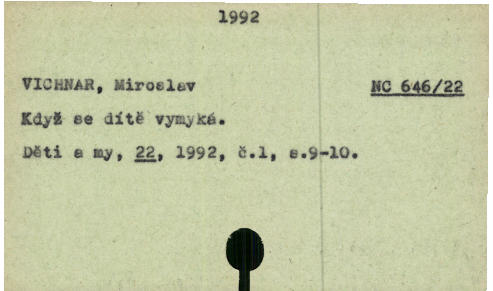 1992
VICHNAR, Miroslav NC 646/22
Když se dítě vymyká.
Děti a my, 22, 1992, č.1, s.9-10.